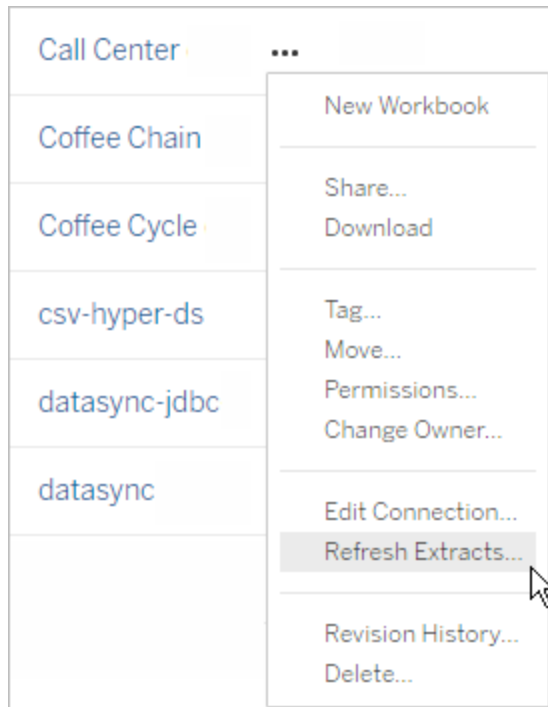 Call Center
Coffee Chain
Coffee Cycle
csv-hyper-ds
datasync-jdbc
datasync
New Workbook
Share...
Download
Tag...
Move...
Permissions...
Change Owner...
Edit Connection...
Refresh Extracts...
Revision History...
Delete...